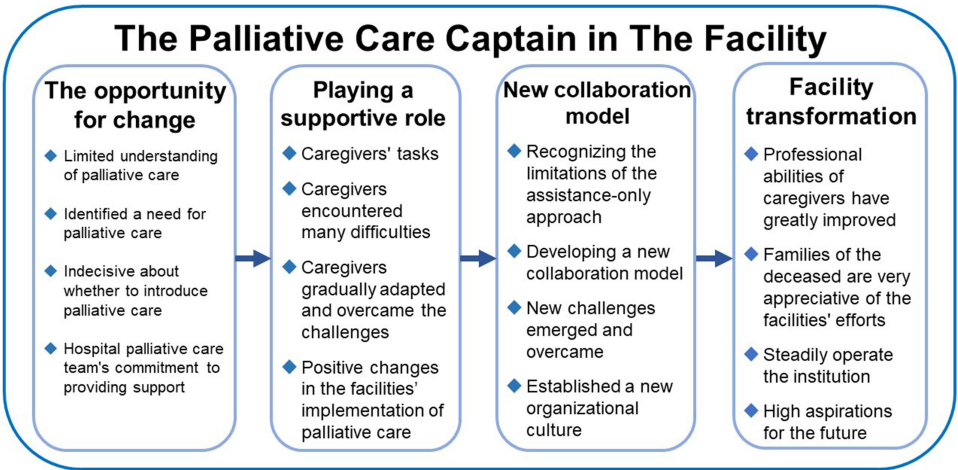 The Palliative Care Captain in The Facility
The opportunity
for change
Limited understanding
of palliative care
Identified a need for
palliative care
Indecisive about
whether to introduce
palliative care
Hospital palliative care
team's commitment to
providing support
Playing a
supportive role
Caregivers' tasks
Caregivers
encountered
many difficulties
Caregivers
gradually adapted
and overcame the
challenges
Positive changes
in the facilities’
implementation of
palliative care
New collaboration
model
Recognizing the
limitations of the
assistance-only
approach
Developing a new
collaboration model
New challenges
emerged and
overcame
Established a new
organizational
culture
Facility
transformation
Professional
abilities of
caregivers have
greatly improved
Families of the
deceased are very
appreciative of the
facilities' efforts
Steadily operate
the institution
High aspirations
for the future